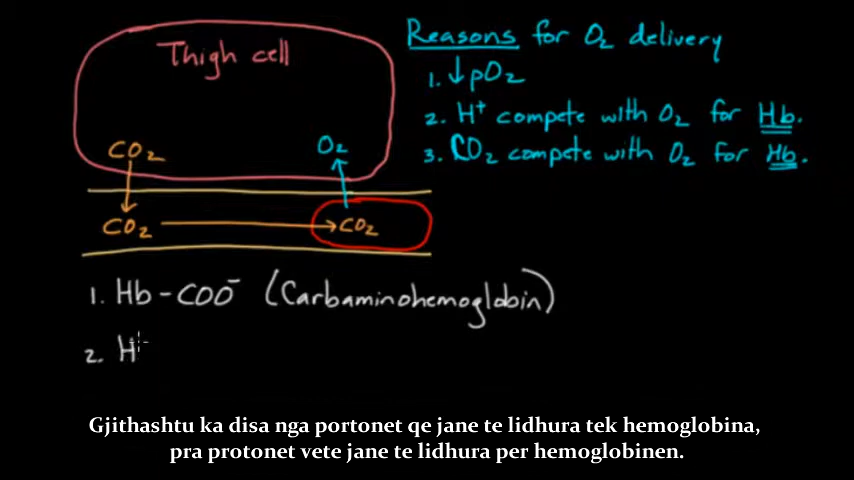 Thigh cell
CO₂
O₂
CO₂
CO₂
Reasons for O₂ delivery
1. ↓pO₂
2. H⁺ compete with O₂ for Hb.
3. CO₂ compete with O₂ for Hb.
1. Hb-COO⁻ (Carbaminohemoglobin)
2. H
Gjithashtu ka disa nga portonet qe jane te lidhura tek hemoglobina,
pra protonet vete jane te lidhura per hemoglobinen.